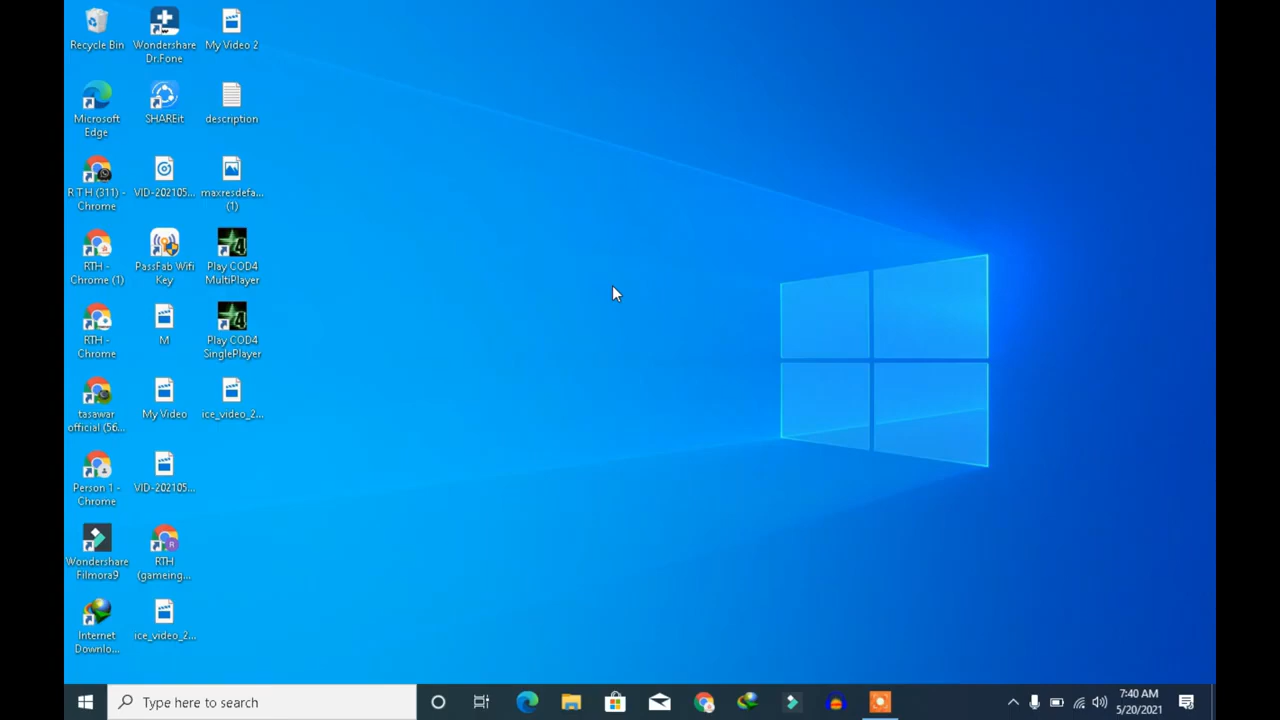 Recycle Bin
Wondershare
Dr.Fone
My Video 2
Microsoft
Edge
SHAREit
description
R T H (311) -
Chrome
VID-202105...
maxresdefa...
(1)
RTH -
Chrome (1)
PassFab Wifi
Key
Play COD4
MultiPlayer
RTH -
Chrome
M
Play COD4
SinglePlayer
tasawar
official (56...
My Video
ice_video_2...
Person 1 -
Chrome
VID-202105...
Wondershare
Filmora9
RTH
(gameing...
Internet
Downlo...
ice_video_2...
Type here to search
7:40 AM
5/20/2021